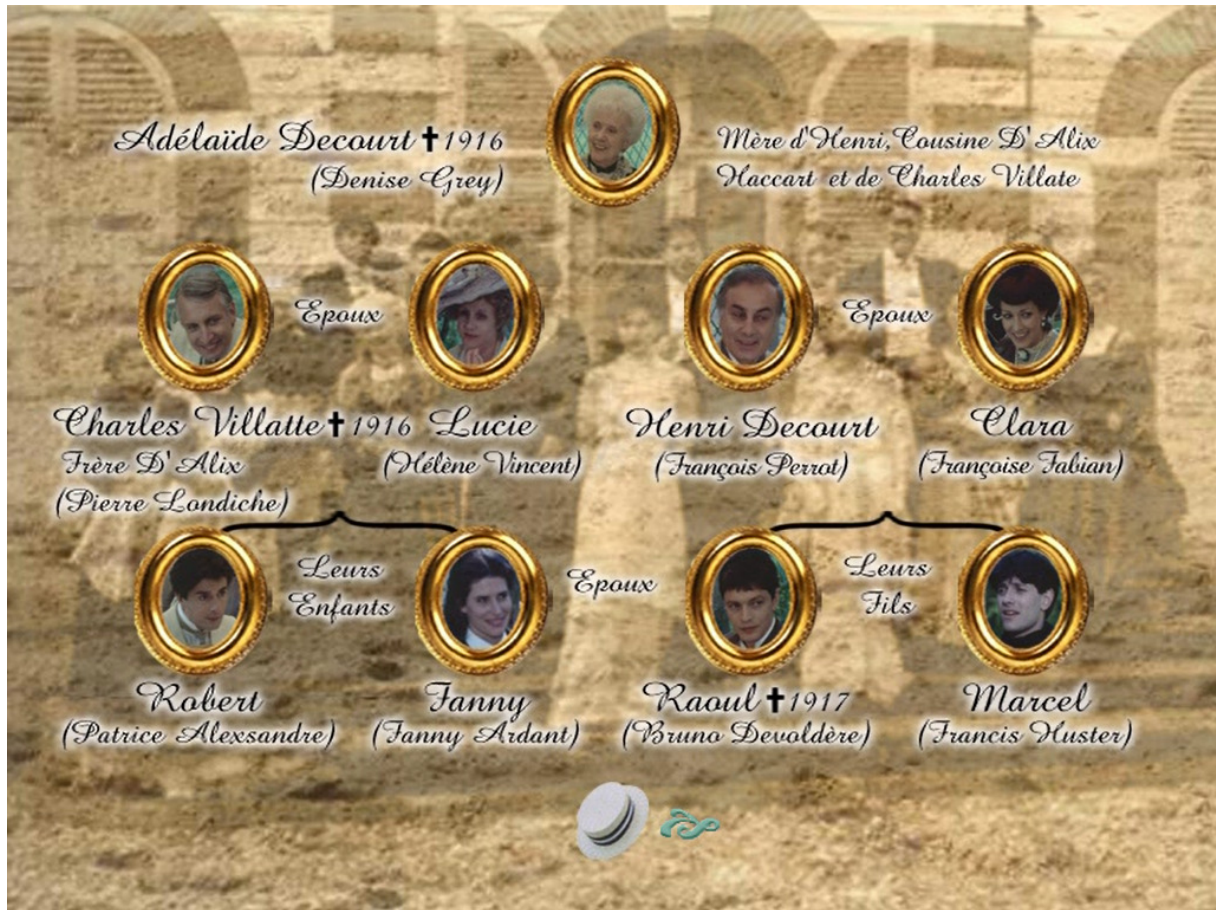 Adélaïde Decourt ✝ 1916
(Denise Grey)
Mère d'Henri, Cousine D'Alix
Haccart et de Charles Villate
Epoux
Epoux
Charles Villatte ✝ 1916
Frère D'Alix
(Pierre Londiche)
Lucie
(Hélène Vincent)
Henri Decourt
(François Perrot)
Clara
(Françoise Fabian)
Leurs
Enfants
Epoux
Leurs
Fils
Robert
(Patrice Alexsandre)
Fanny
(Fanny Ardant)
Raoul ✝ 1917
(Bruno Devoldère)
Marcel
(Francis Huster)